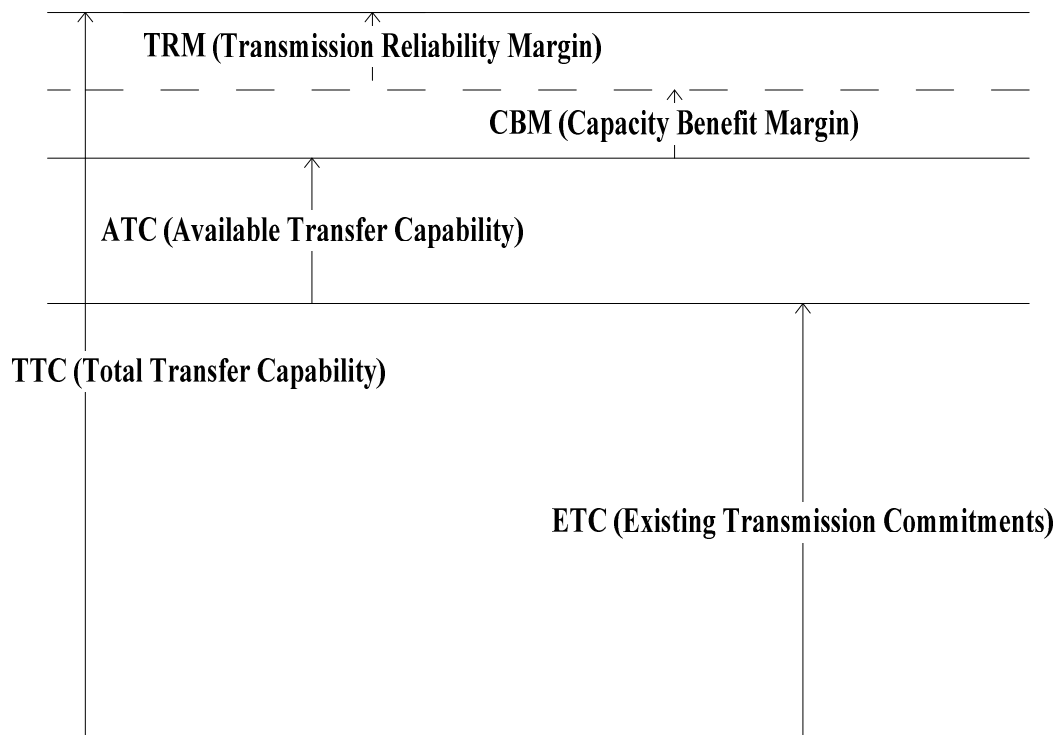 TRM (Transmission Reliability Margin)
CBM (Capacity Benefit Margin)
ATC (Available Transfer Capability)
TTC (Total Transfer Capability)
ETC (Existing Transmission Commitments)